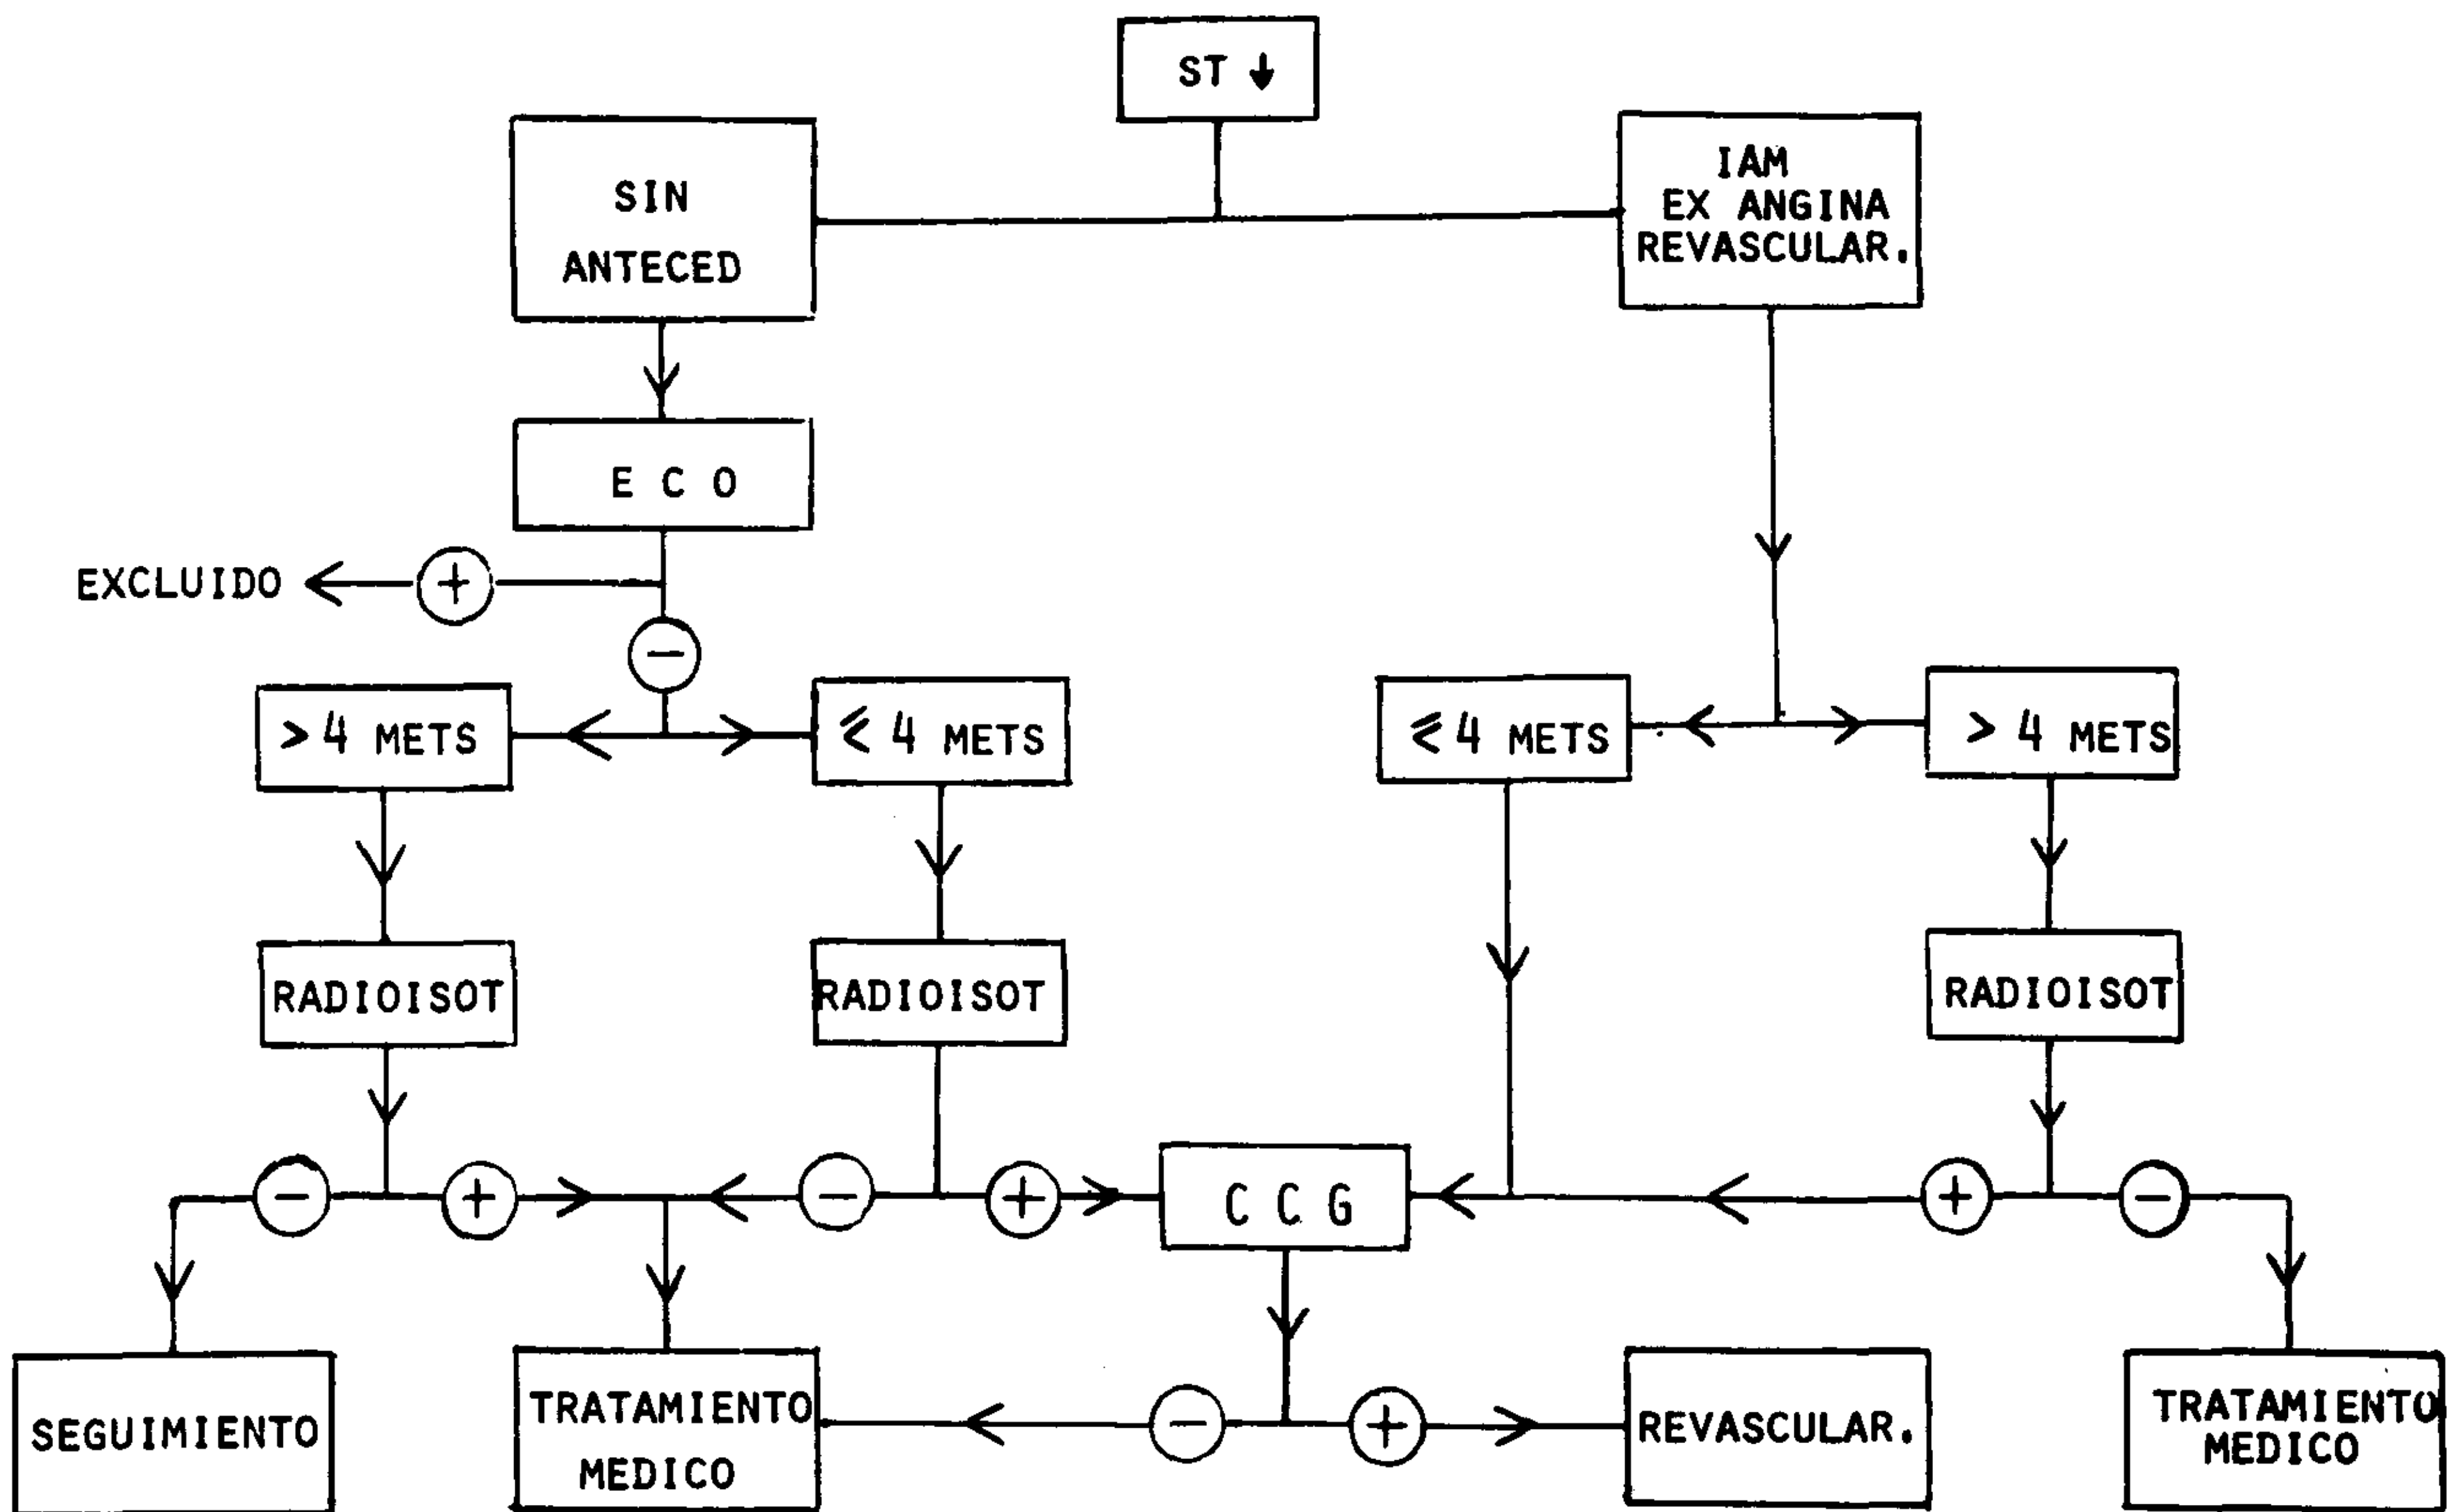 ST ↓
SIN
ANTECED
IAM
EX ANGINA
REVASCULAR.
E C O
EXCLUIDO
+
−
> 4 METS
≤ 4 METS
≤ 4 METS
> 4 METS
RADIOISOT
RADIOISOT
RADIOISOT
−
+
−
+
C C G
+
−
SEGUIMIENTO
TRATAMIENTO
MEDICO
−
+
REVASCULAR.
TRATAMIENTO
MEDICO